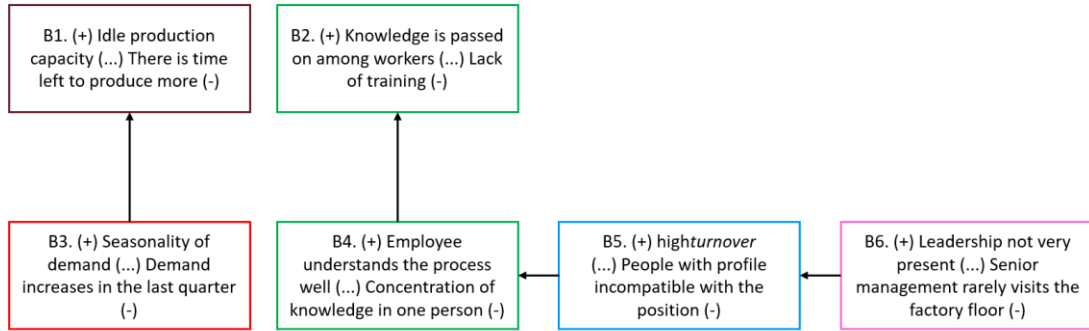 B1. (+) Idle production
capacity (...) There is time
left to produce more (-)
B2. (+) Knowledge is passed
on among workers (...) Lack
of training (-)
B3. (+) Seasonality of
demand (...) Demand
increases in the last quarter
(-)
B4. (+) Employee
understands the process
well (...) Concentration of
knowledge in one person (-)
B5. (+) highturnover
(...) People with profile
incompatible with the
position (-)
B6. (+) Leadership not very
present (...) Senior
management rarely visits the
factory floor (-)